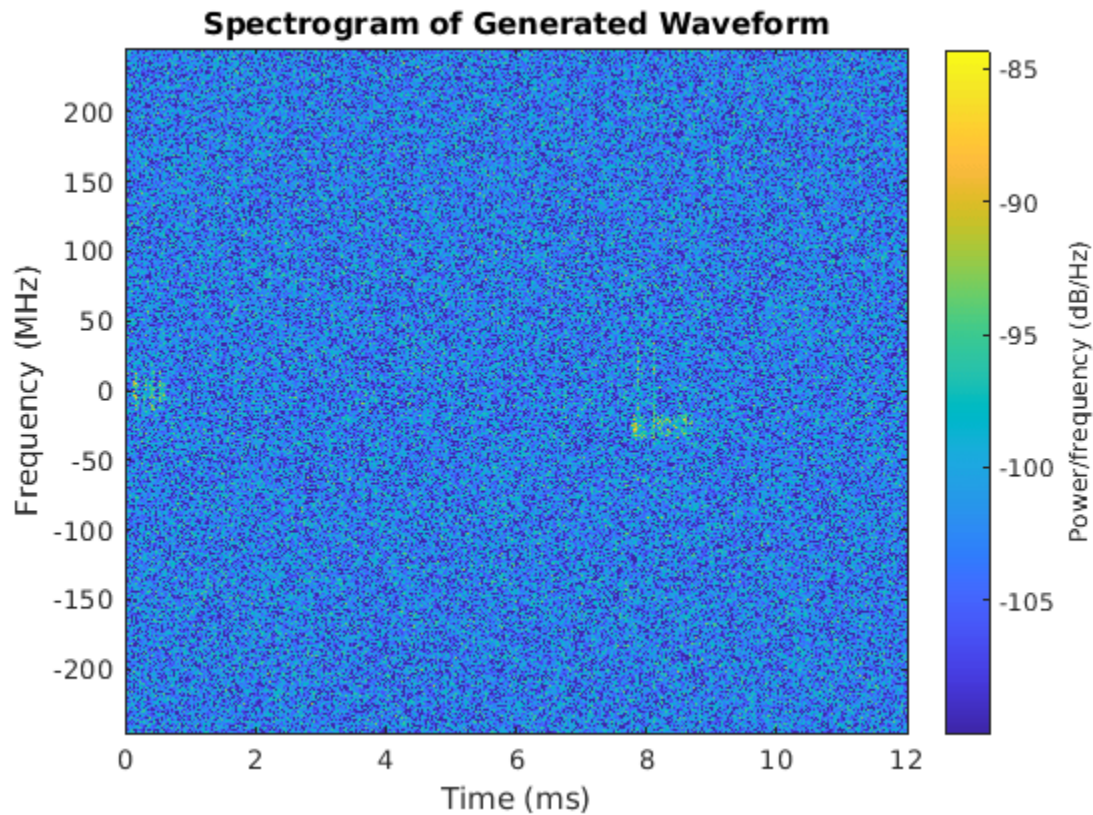 Spectrogram of Generated Waveform
200
150
100
50
0
-50
-100
-150
-200
Frequency (MHz)
0 2 4 6 8 10 12
Time (ms)
-85
-90
-95
-100
-105
Power/frequency (dB/Hz)